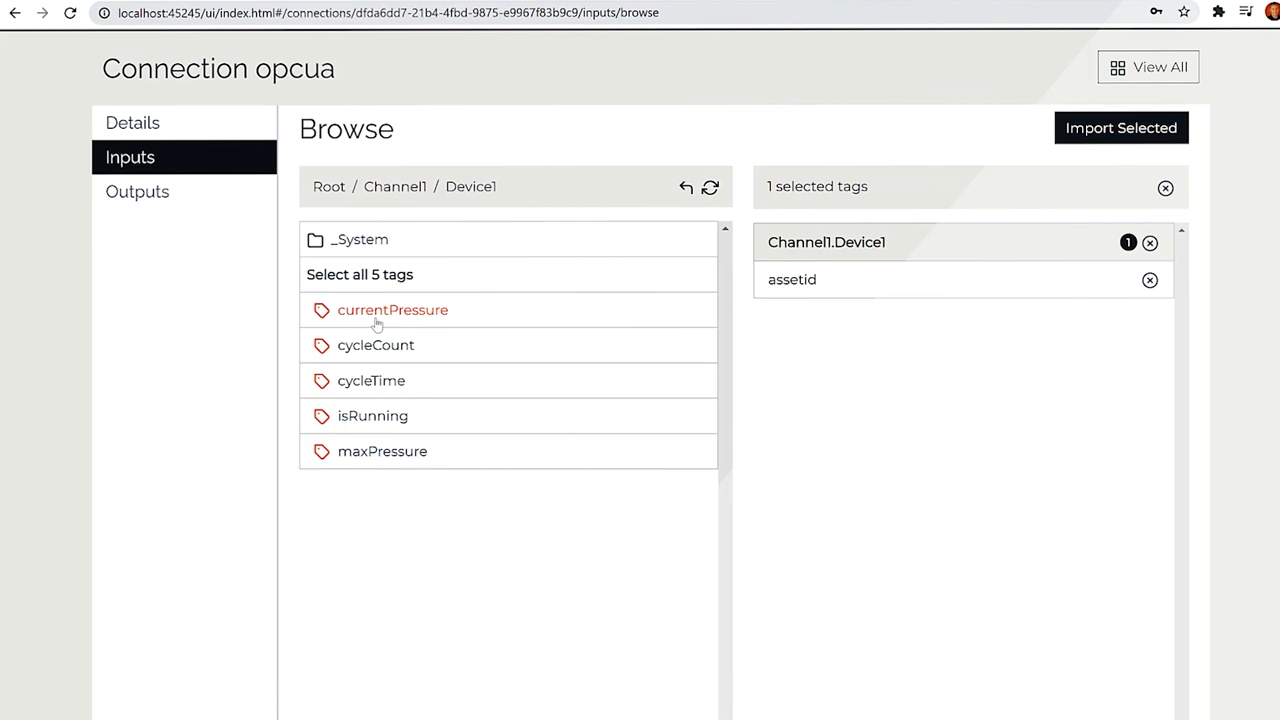 localhost:45245/ui/index.html#/connections/dfda6dd7-21b4-4fbd-9875-e9967f83b9c9/inputs/browse
Connection opcua
View All
Details
Inputs
Outputs
Browse
Import Selected
Root / Channel1 / Device1
1 selected tags
_System
Select all 5 tags
currentPressure
cycleCount
cycleTime
isRunning
maxPressure
Channel1.Device1
1
assetid